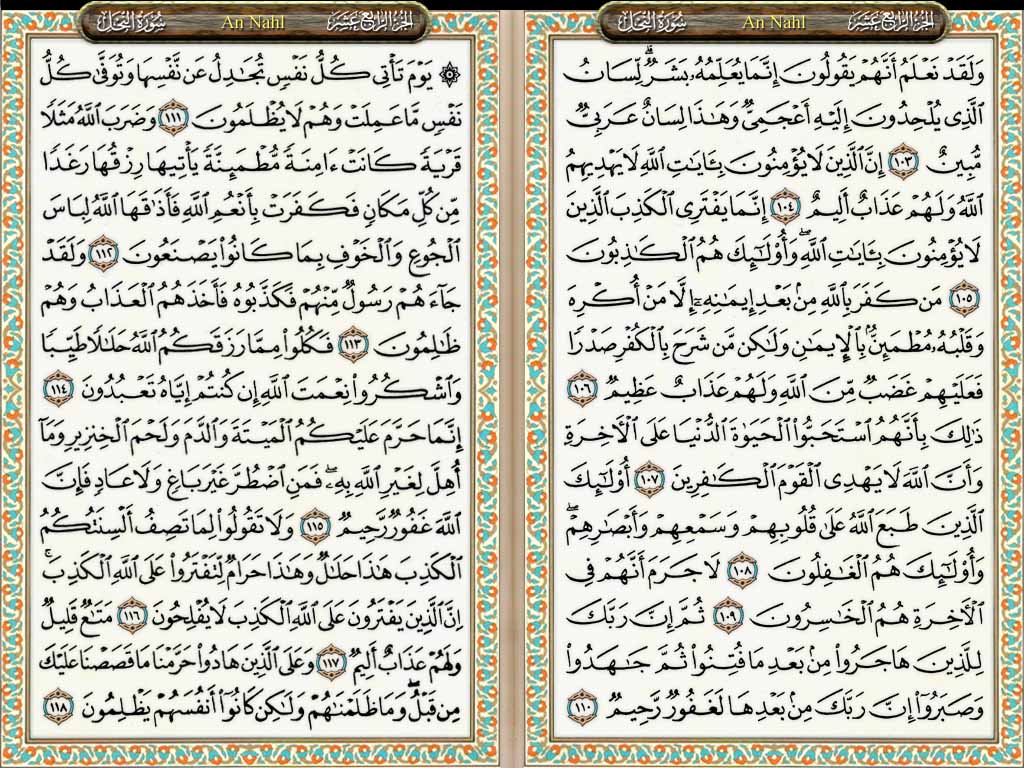 الجزء الرابع عشر An Nahl سورة النحل
وَلَقَدْ نَعْلَمُ أَنَّهُمْ يَقُولُونَ إِنَّمَا يُعَلِّمُهُۥ بَشَرٌ ۗ لِّسَانُ
ٱلَّذِى يُلْحِدُونَ إِلَيْهِ أَعْجَمِىٌّ وَهَٰذَا لِسَانٌ عَرَبِىٌّ
مُّبِينٌ ١٠٣ إِنَّ ٱلَّذِينَ لَا يُؤْمِنُونَ بِـَٔايَٰتِ ٱللَّهِ لَا يَهْدِيهِمُ
ٱللَّهُ وَلَهُمْ عَذَابٌ أَلِيمٌ ١٠٤ إِنَّمَا يَفْتَرِى ٱلْكَذِبَ ٱلَّذِينَ
لَا يُؤْمِنُونَ بِـَٔايَٰتِ ٱللَّهِ ۖ وَأُو۟لَٰٓئِكَ هُمُ ٱلْكَٰذِبُونَ
١٠٥ مَن كَفَرَ بِٱللَّهِ مِنۢ بَعْدِ إِيمَٰنِهِۦٓ إِلَّا مَنْ أُكْرِهَ
وَقَلْبُهُۥ مُطْمَئِنٌّۢ بِٱلْإِيمَٰنِ وَلَٰكِن مَّن شَرَحَ بِٱلْكُفْرِ صَدْرًا
فَعَلَيْهِمْ غَضَبٌ مِّنَ ٱللَّهِ وَلَهُمْ عَذَابٌ عَظِيمٌ ١٠٦
ذَٰلِكَ بِأَنَّهُمُ ٱسْتَحَبُّوا۟ ٱلْحَيَوٰةَ ٱلدُّنْيَا عَلَى ٱلْءَاخِرَةِ
وَأَنَّ ٱللَّهَ لَا يَهْدِى ٱلْقَوْمَ ٱلْكَٰفِرِينَ ١٠٧ أُو۟لَٰٓئِكَ
ٱلَّذِينَ طَبَعَ ٱللَّهُ عَلَىٰ قُلُوبِهِمْ وَسَمْعِهِمْ وَأَبْصَٰرِهِمْ ۖ
وَأُو۟لَٰٓئِكَ هُمُ ٱلْغَٰفِلُونَ ١٠٨ لَا جَرَمَ أَنَّهُمْ فِى
ٱلْءَاخِرَةِ هُمُ ٱلْخَٰسِرُونَ ١٠٩ ثُمَّ إِنَّ رَبَّكَ
لِلَّذِينَ هَاجَرُوا۟ مِنۢ بَعْدِ مَا فُتِنُوا۟ ثُمَّ جَٰهَدُوا۟
وَصَبَرُوٓا۟ إِنَّ رَبَّكَ مِنۢ بَعْدِهَا لَغَفُورٌ رَّحِيمٌ ١١٠
الجزء الرابع عشر An Nahl سورة النحل
۞ يَوْمَ تَأْتِى كُلُّ نَفْسٍ تُجَٰدِلُ عَن نَّفْسِهَا وَتُوَفَّىٰ كُلُّ
نَفْسٍ مَّا عَمِلَتْ وَهُمْ لَا يُظْلَمُونَ ١١١ وَضَرَبَ ٱللَّهُ مَثَلًا
قَرْيَةً كَانَتْ ءَامِنَةً مُّطْمَئِنَّةً يَأْتِيهَا رِزْقُهَا رَغَدًا
مِّن كُلِّ مَكَانٍ فَكَفَرَتْ بِأَنْعُمِ ٱللَّهِ فَأَذَٰقَهَا ٱللَّهُ لِبَاسَ
ٱلْجُوعِ وَٱلْخَوْفِ بِمَا كَانُوا۟ يَصْنَعُونَ ١١٢ وَلَقَدْ
جَآءَهُمْ رَسُولٌ مِّنْهُمْ فَكَذَّبُوهُ فَأَخَذَهُمُ ٱلْعَذَابُ وَهُمْ
ظَٰلِمُونَ ١١٣ فَكُلُوا۟ مِمَّا رَزَقَكُمُ ٱللَّهُ حَلَٰلًا طَيِّبًا
وَٱشْكُرُوا۟ نِعْمَتَ ٱللَّهِ إِن كُنتُمْ إِيَّاهُ تَعْبُدُونَ ١١٤
إِنَّمَا حَرَّمَ عَلَيْكُمُ ٱلْمَيْتَةَ وَٱلدَّمَ وَلَحْمَ ٱلْخِنزِيرِ وَمَآ
أُهِلَّ لِغَيْرِ ٱللَّهِ بِهِۦ ۖ فَمَنِ ٱضْطُرَّ غَيْرَ بَاغٍ وَلَا عَادٍ فَإِنَّ
ٱللَّهَ غَفُورٌ رَّحِيمٌ ١١٥ وَلَا تَقُولُوا۟ لِمَا تَصِفُ أَلْسِنَتُكُمُ
ٱلْكَذِبَ هَٰذَا حَلَٰلٌ وَهَٰذَا حَرَامٌ لِّتَفْتَرُوا۟ عَلَى ٱللَّهِ ٱلْكَذِبَ ۚ
إِنَّ ٱلَّذِينَ يَفْتَرُونَ عَلَى ٱللَّهِ ٱلْكَذِبَ لَا يُفْلِحُونَ ١١٦ مَتَٰعٌ قَلِيلٌ
وَلَهُمْ عَذَابٌ أَلِيمٌ ١١٧ وَعَلَى ٱلَّذِينَ هَادُوا۟ حَرَّمْنَا مَا قَصَصْنَا عَلَيْكَ
مِن قَبْلُ ۖ وَمَا ظَلَمْنَٰهُمْ وَلَٰكِن كَانُوٓا۟ أَنفُسَهُمْ يَظْلِمُونَ ١١٨